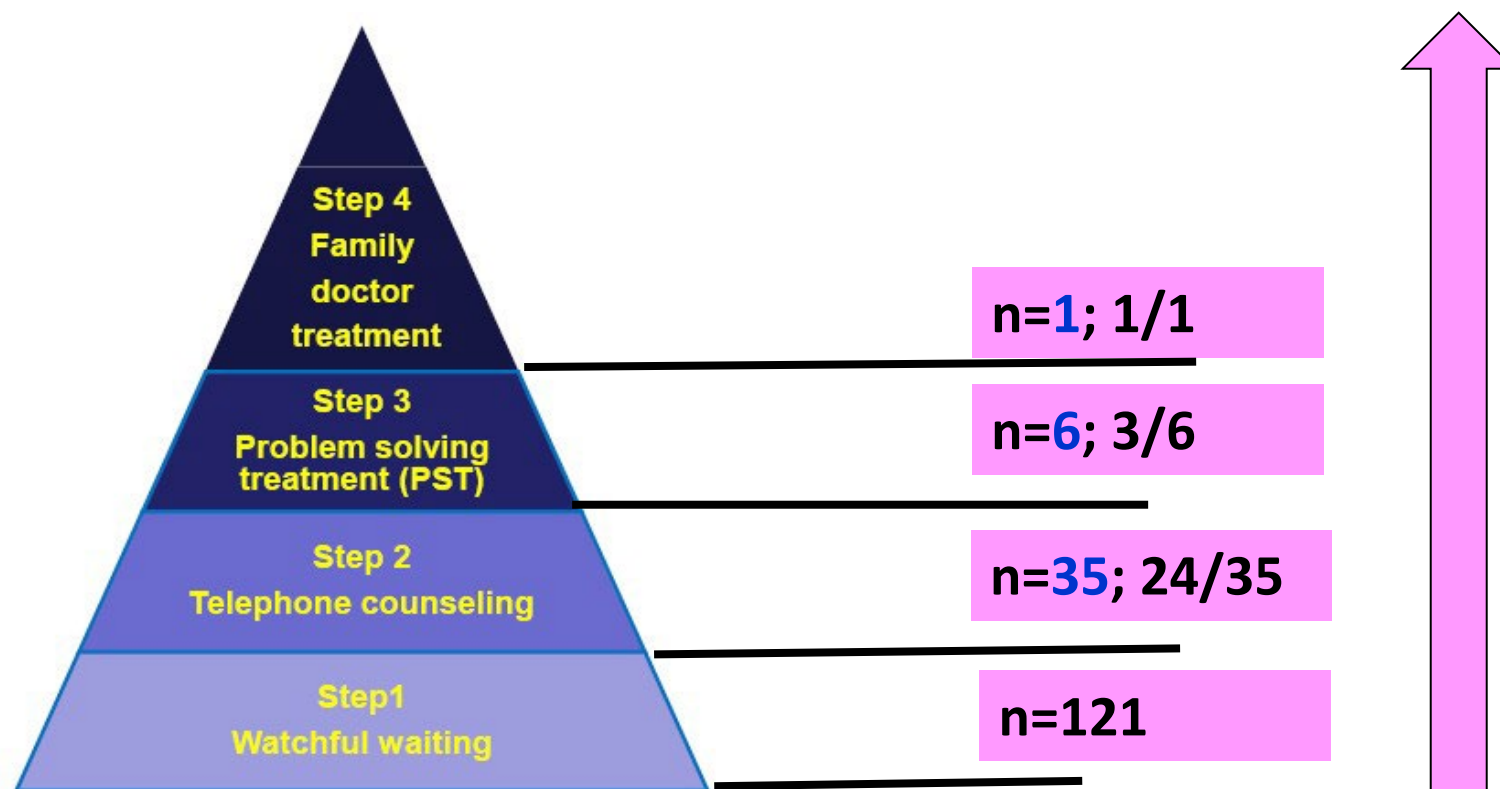 Step 4
Family
doctor
treatment
n=1; 1/1
Step 3
Problem solving
treatment (PST)
n=6; 3/6
Step 2
Telephone counseling
n=35; 24/35
Step1
Watchful waiting
n=121